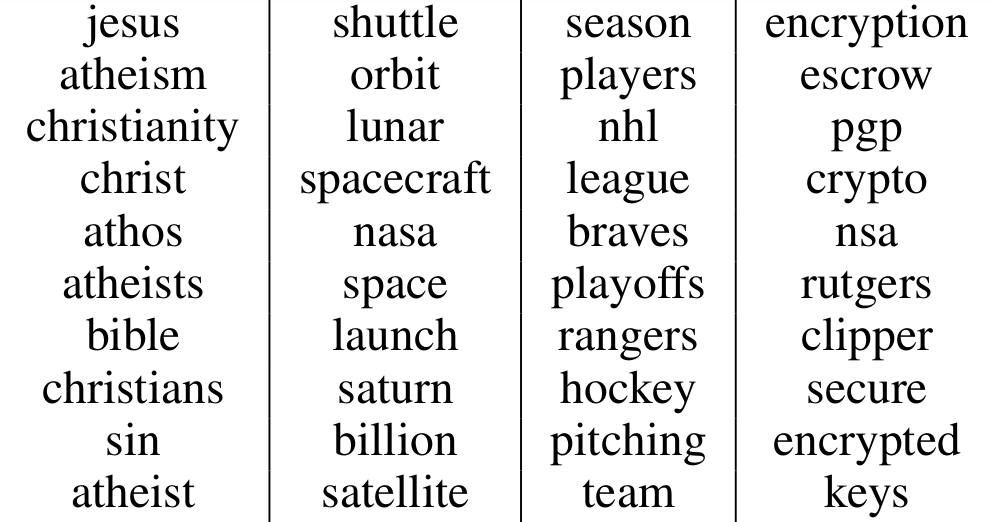 jesus shuttle season encryption
atheism orbit players escrow
christianity lunar nhl pgp
christ spacecraft league crypto
athos nasa braves nsa
atheists space playoffs rutgers
bible launch rangers clipper
christians saturn hockey secure
sin billion pitching encrypted
atheist satellite team keys